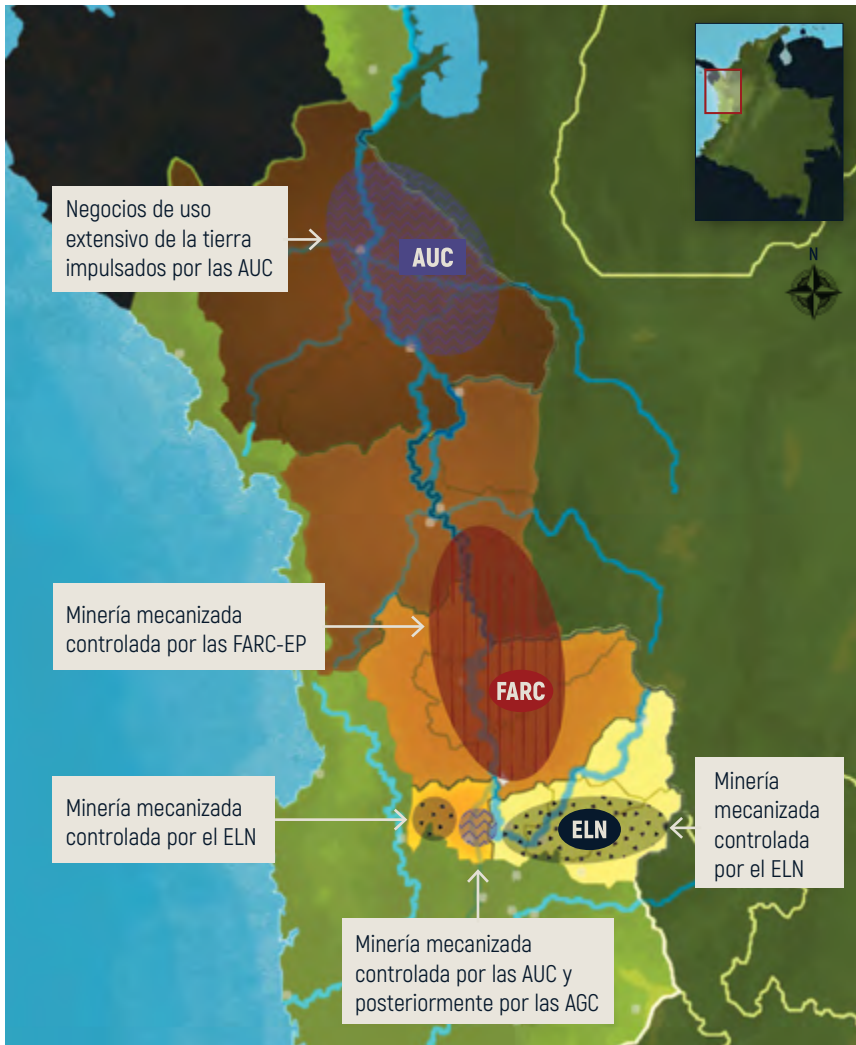 N
Negocios de uso
extensivo de la tierra
impulsados por las AUC
AUC
Minería mecanizada
controlada por las FARC-EP
FARC
Minería mecanizada
controlada por el ELN
ELN
Minería
mecanizada
controlada
por el ELN
Minería mecanizada
controlada por las AUC y
posteriormente por las AGC